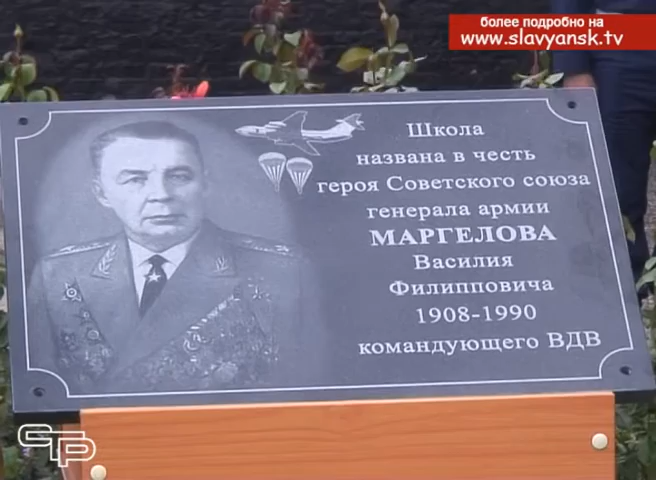 более подробно на
www.slavyansk.tv
Школа
названа в честь
героя Советского союза
генерала армии
МАРГЕЛОВА
Василия
Филипповича
1908-1990
командующего ВДВ
СТР